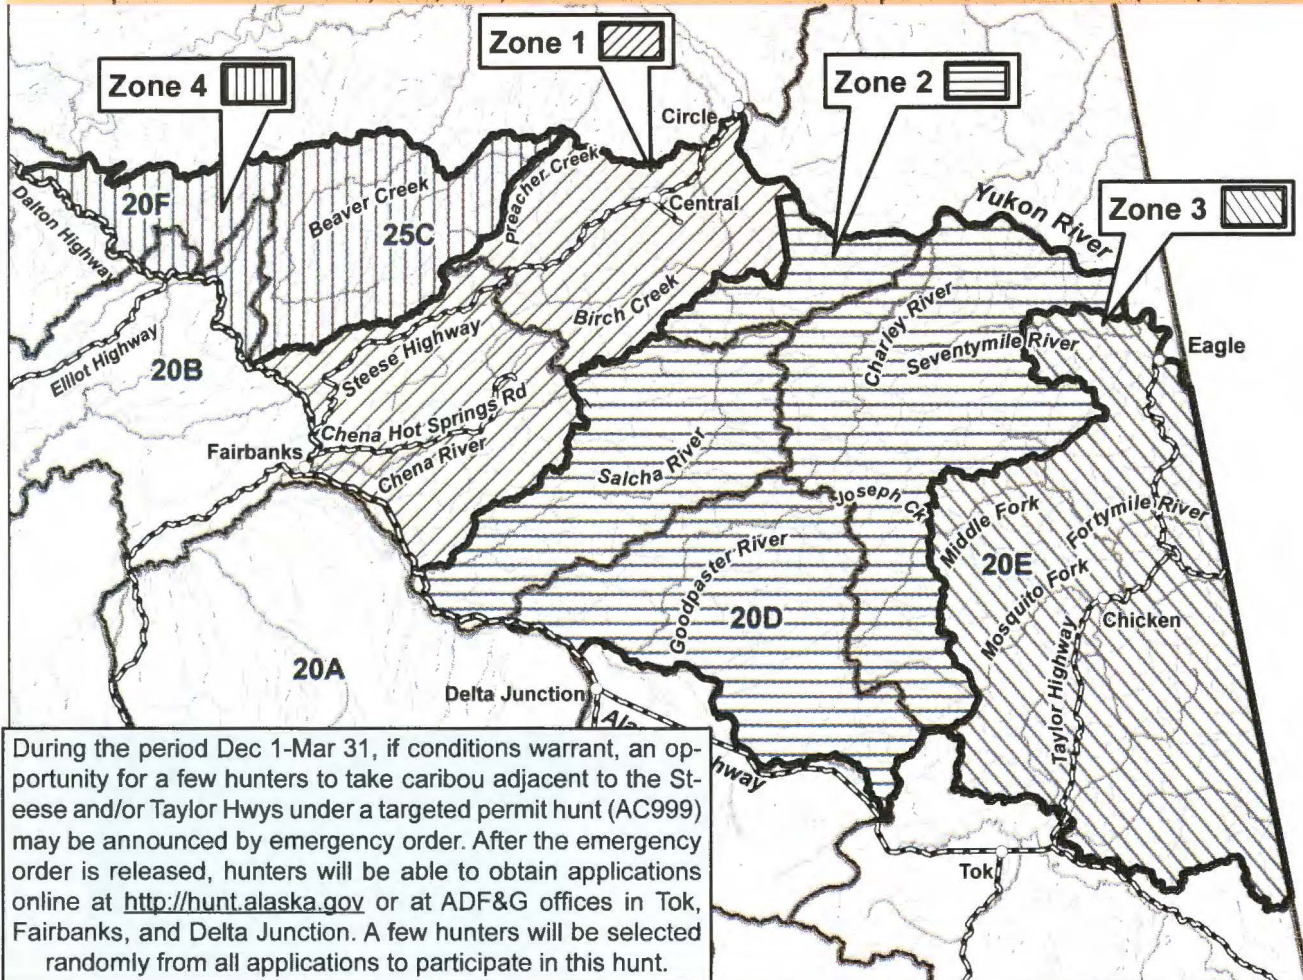 Zone 1
Zone 4
Zone 2
Circle
Zone 3
Yukon River
Preacher Creek
20F
Beaver Creek
25C
Central
Dalton Highway
Birch Creek
Charley River
Seventymile River
Eagle
Elliot Highway
20B
Steese Highway
Chena Hot Springs Rd
Fairbanks
Chena River
Salcha River
Joseph Ck
Middle Fork
Fortymile River
20E
Mosquito Fork
Goodpaster River
20D
Chicken
20A
Taylor Highway
Delta Junction
During the period Dec 1-Mar 31, if conditions warrant, an op-
portunity for a few hunters to take caribou adjacent to the St-
eese and/or Taylor Hwys under a targeted permit hunt (AC999)
may be announced by emergency order. After the emergency
order is released, hunters will be able to obtain applications
online at http://hunt.alaska.gov or at ADF&G offices in Tok,
Fairbanks, and Delta Junction. A few hunters will be selected
randomly from all applications to participate in this hunt.
Tok